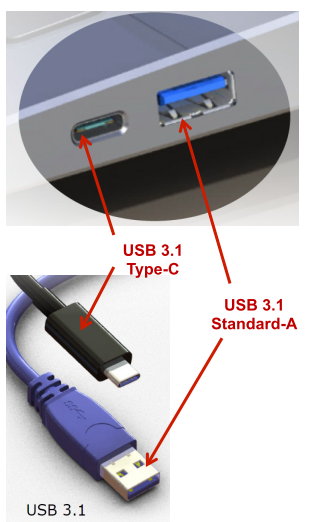 USB 3.1
Type-C
USB 3.1
Standard-A
USB 3.1